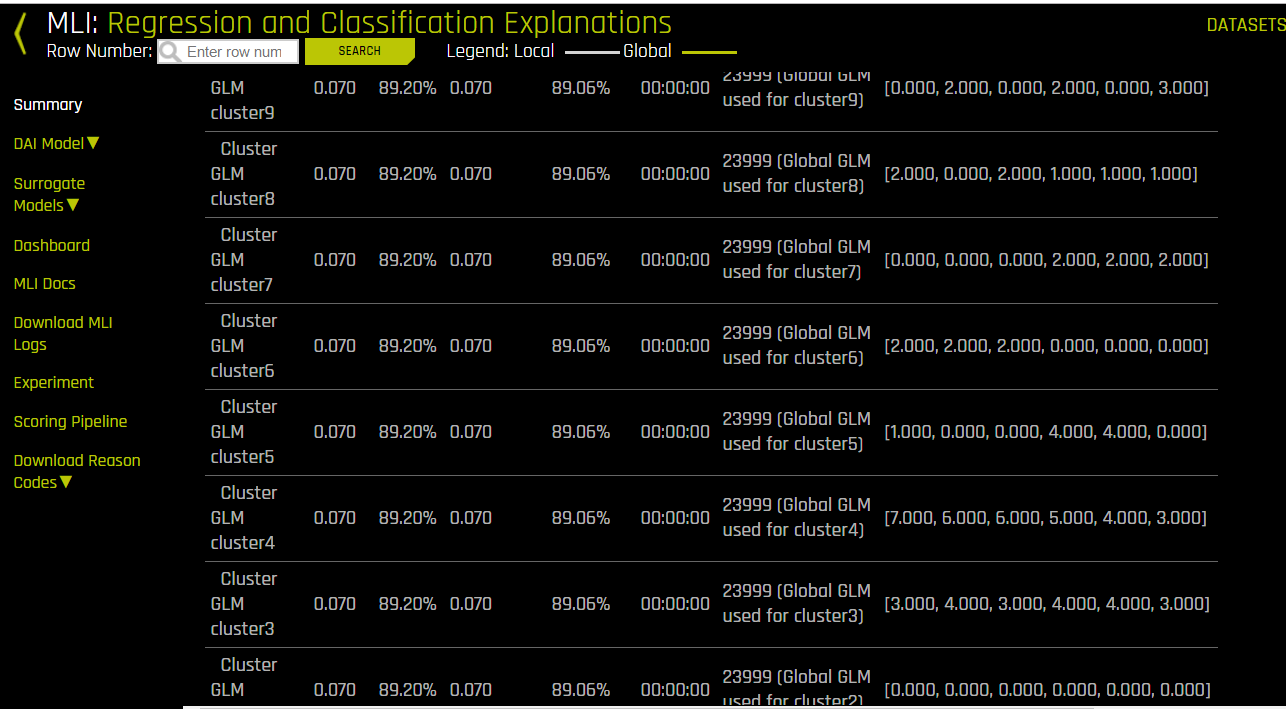 MLI: Regression and Classification Explanations
DATASETS
Row Number: Enter row num SEARCH Legend: Local Global
Summary
DAI Model▼
Surrogate
Models▼
Dashboard
MLI Docs
Download MLI
Logs
Experiment
Scoring Pipeline
Download Reason
Codes▼
GLM
cluster9
0.070 89.20% 0.070 89.06% 00:00:00
23999 (Global GLM
used for cluster9)
[0.000, 2.000, 0.000, 2.000, 0.000, 3.000]
Cluster
GLM
cluster8
0.070 89.20% 0.070 89.06% 00:00:00
23999 (Global GLM
used for cluster8)
[2.000, 0.000, 2.000, 1.000, 1.000, 1.000]
Cluster
GLM
cluster7
0.070 89.20% 0.070 89.06% 00:00:00
23999 (Global GLM
used for cluster7)
[0.000, 0.000, 0.000, 2.000, 2.000, 2.000]
Cluster
GLM
cluster6
0.070 89.20% 0.070 89.06% 00:00:00
23999 (Global GLM
used for cluster6)
[2.000, 2.000, 2.000, 0.000, 0.000, 0.000]
Cluster
GLM
cluster5
0.070 89.20% 0.070 89.06% 00:00:00
23999 (Global GLM
used for cluster5)
[1.000, 0.000, 0.000, 4.000, 4.000, 0.000]
Cluster
GLM
cluster4
0.070 89.20% 0.070 89.06% 00:00:00
23999 (Global GLM
used for cluster4)
[7.000, 6.000, 6.000, 5.000, 4.000, 3.000]
Cluster
GLM
cluster3
0.070 89.20% 0.070 89.06% 00:00:00
23999 (Global GLM
used for cluster3)
[3.000, 4.000, 3.000, 4.000, 4.000, 3.000]
Cluster
GLM
0.070 89.20% 0.070 89.06% 00:00:00
23999 (Global GLM
used for cluster2)
[0.000, 0.000, 0.000, 0.000, 0.000, 0.000]